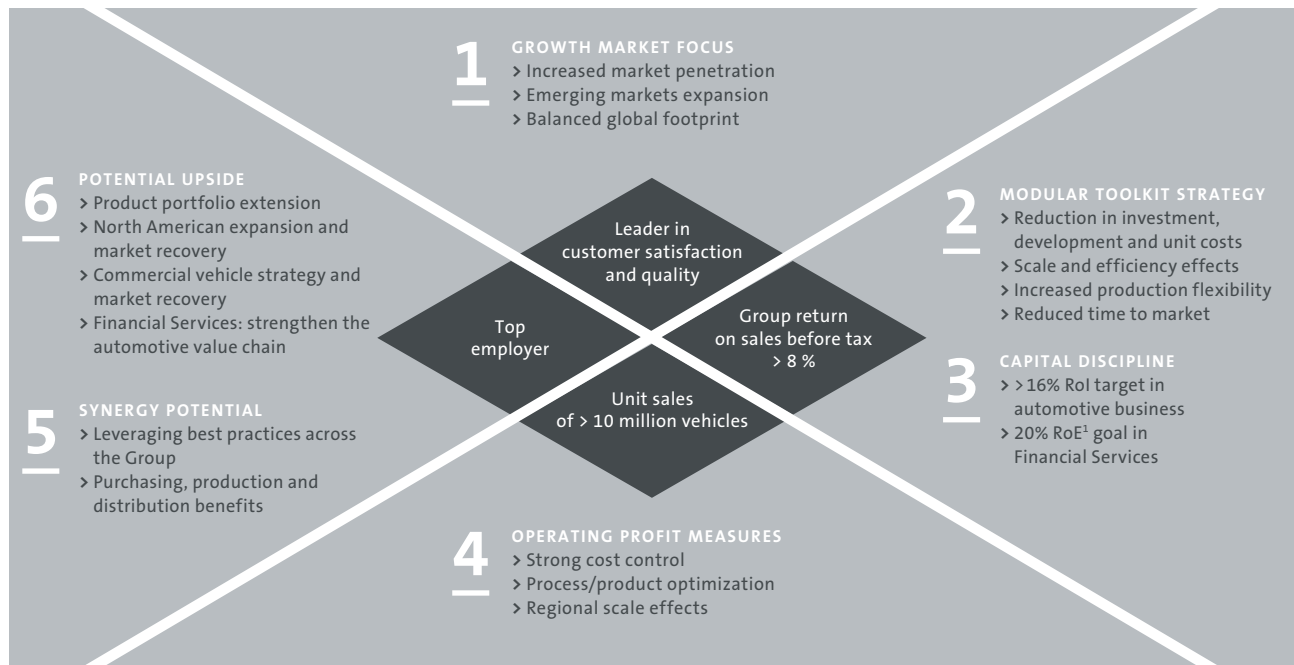 1
GROWTH MARKET FOCUS
> Increased market penetration
> Emerging markets expansion
> Balanced global footprint
2
MODULAR TOOLKIT STRATEGY
> Reduction in investment,
development and unit costs
> Scale and efficiency effects
> Increased production flexibility
> Reduced time to market
3
CAPITAL DISCIPLINE
> >16% RoI target in
automotive business
> 20% RoE¹ goal in
Financial Services
4
OPERATING PROFIT MEASURES
> Strong cost control
> Process/product optimization
> Regional scale effects
5
SYNERGY POTENTIAL
> Leveraging best practices across
the Group
> Purchasing, production and
distribution benefits
6
POTENTIAL UPSIDE
> Product portfolio extension
> North American expansion and
market recovery
> Commercial vehicle strategy and
market recovery
> Financial Services: strengthen the
automotive value chain
Leader in
customer satisfaction
and quality
Group return
on sales before tax
> 8 %
Unit sales
of > 10 million vehicles
Top
employer